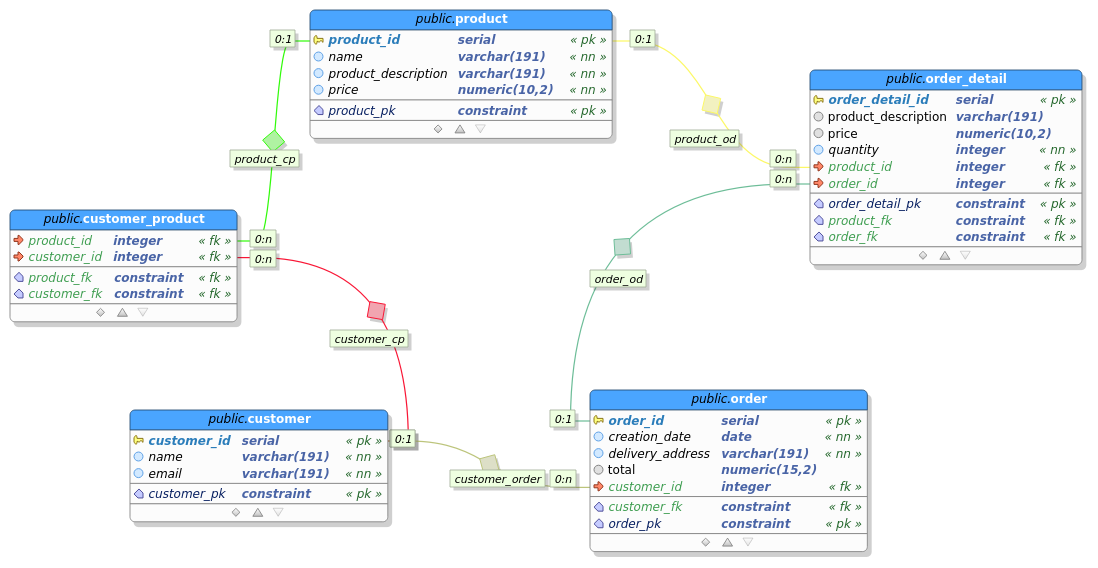 public.product
product_id serial « pk »
name varchar(191) « nn »
product_description varchar(191) « nn »
price numeric(10,2) « nn »
product_pk constraint « pk »
0:1
0:1
product_cp
product_od
0:n
0:n
public.order_detail
order_detail_id serial « pk »
product_description varchar(191)
price numeric(10,2)
quantity integer « nn »
product_id integer « fk »
order_id integer « fk »
order_detail_pk constraint « pk »
product_fk constraint « fk »
order_fk constraint « fk »
public.customer_product
product_id integer « fk »
customer_id integer « fk »
product_fk constraint « fk »
customer_fk constraint « fk »
0:n
0:n
order_od
customer_cp
public.customer
customer_id serial « pk »
name varchar(191) « nn »
email varchar(191) « nn »
customer_pk constraint « pk »
0:1
customer_order
0:n
0:1
public.order
order_id serial « pk »
creation_date date « nn »
delivery_address varchar(191) « nn »
total numeric(15,2)
customer_id integer « fk »
customer_fk constraint « fk »
order_pk constraint « pk »